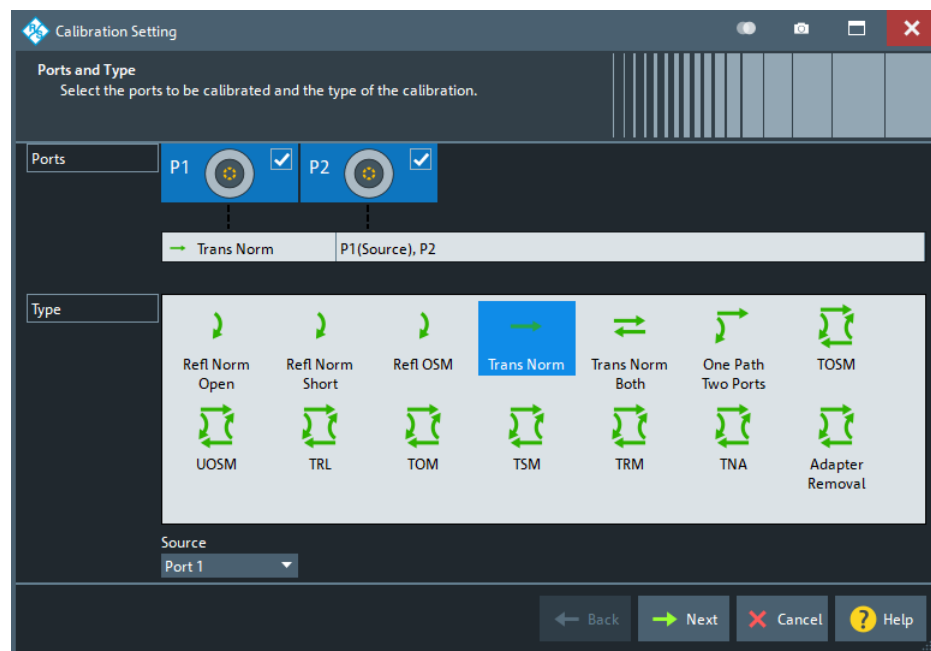 Calibration Setting
Ports and Type
Select the ports to be calibrated and the type of the calibration.
Ports
P1
P2
Trans Norm
P1(Source), P2
Type
Refl Norm Open
Refl Norm Short
Refl OSM
Trans Norm
Trans Norm Both
One Path Two Ports
TOSM
UOSM
TRL
TOM
TSM
TRM
TNA
Adapter Removal
Source
Port 1
Back
Next
Cancel
? Help